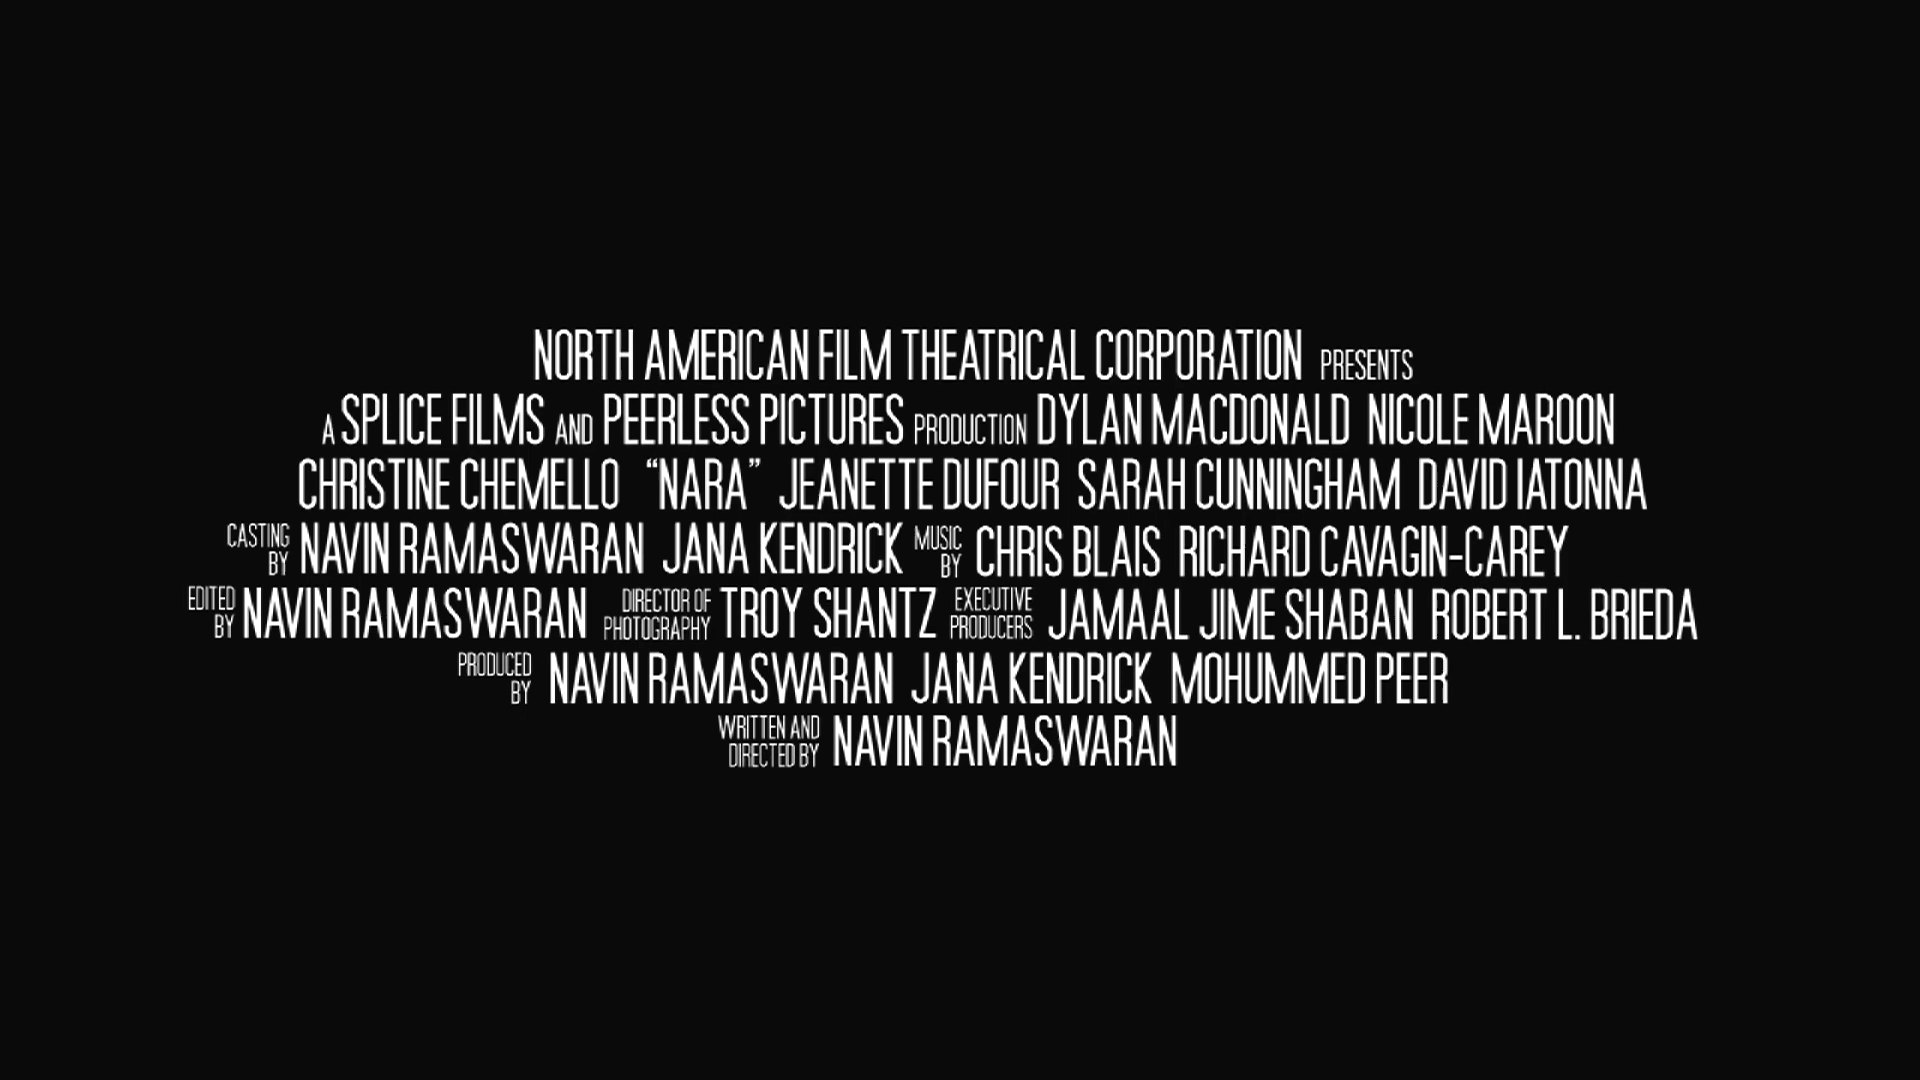 NORTH AMERICAN FILM THEATRICAL CORPORATION PRESENTS
A SPLICE FILMS AND PEERLESS PICTURES PRODUCTION DYLAN MACDONALD NICOLE MAROON
CHRISTINE CHEMELLO “NARA” JEANETTE DUFOUR SARAH CUNNINGHAM DAVID IATONNA
CASTING BY NAVIN RAMASWARAN JANA KENDRICK MUSIC BY CHRIS BLAIS RICHARD CAVAGIN-CAREY
EDITED BY NAVIN RAMASWARAN DIRECTOR OF PHOTOGRAPHY TROY SHANTZ EXECUTIVE PRODUCERS JAMAAL JIME SHABAN ROBERT L. BRIEDA
PRODUCED BY NAVIN RAMASWARAN JANA KENDRICK MOHUMMED PEER
WRITTEN AND DIRECTED BY NAVIN RAMASWARAN